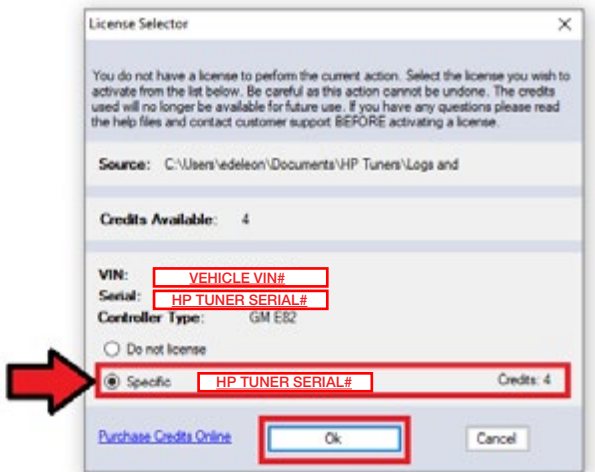 License Selector
You do not have a license to perform the current action. Select the license you wish to
activate from the list below. Be careful as this action cannot be undone. The credits
used will no longer be available for future use. If you have any questions please read
the help files and contact customer support BEFORE activating a license.
Source: C:\Users\edeleon\Documents\HP Tuners\Logs and
Credits Available: 4
VIN: VEHICLE VIN#
Serial: HP TUNER SERIAL#
Controller Type: GM E82
Do not license
Specific HP TUNER SERIAL# Credits: 4
Purchase Credits Online Ok Cancel